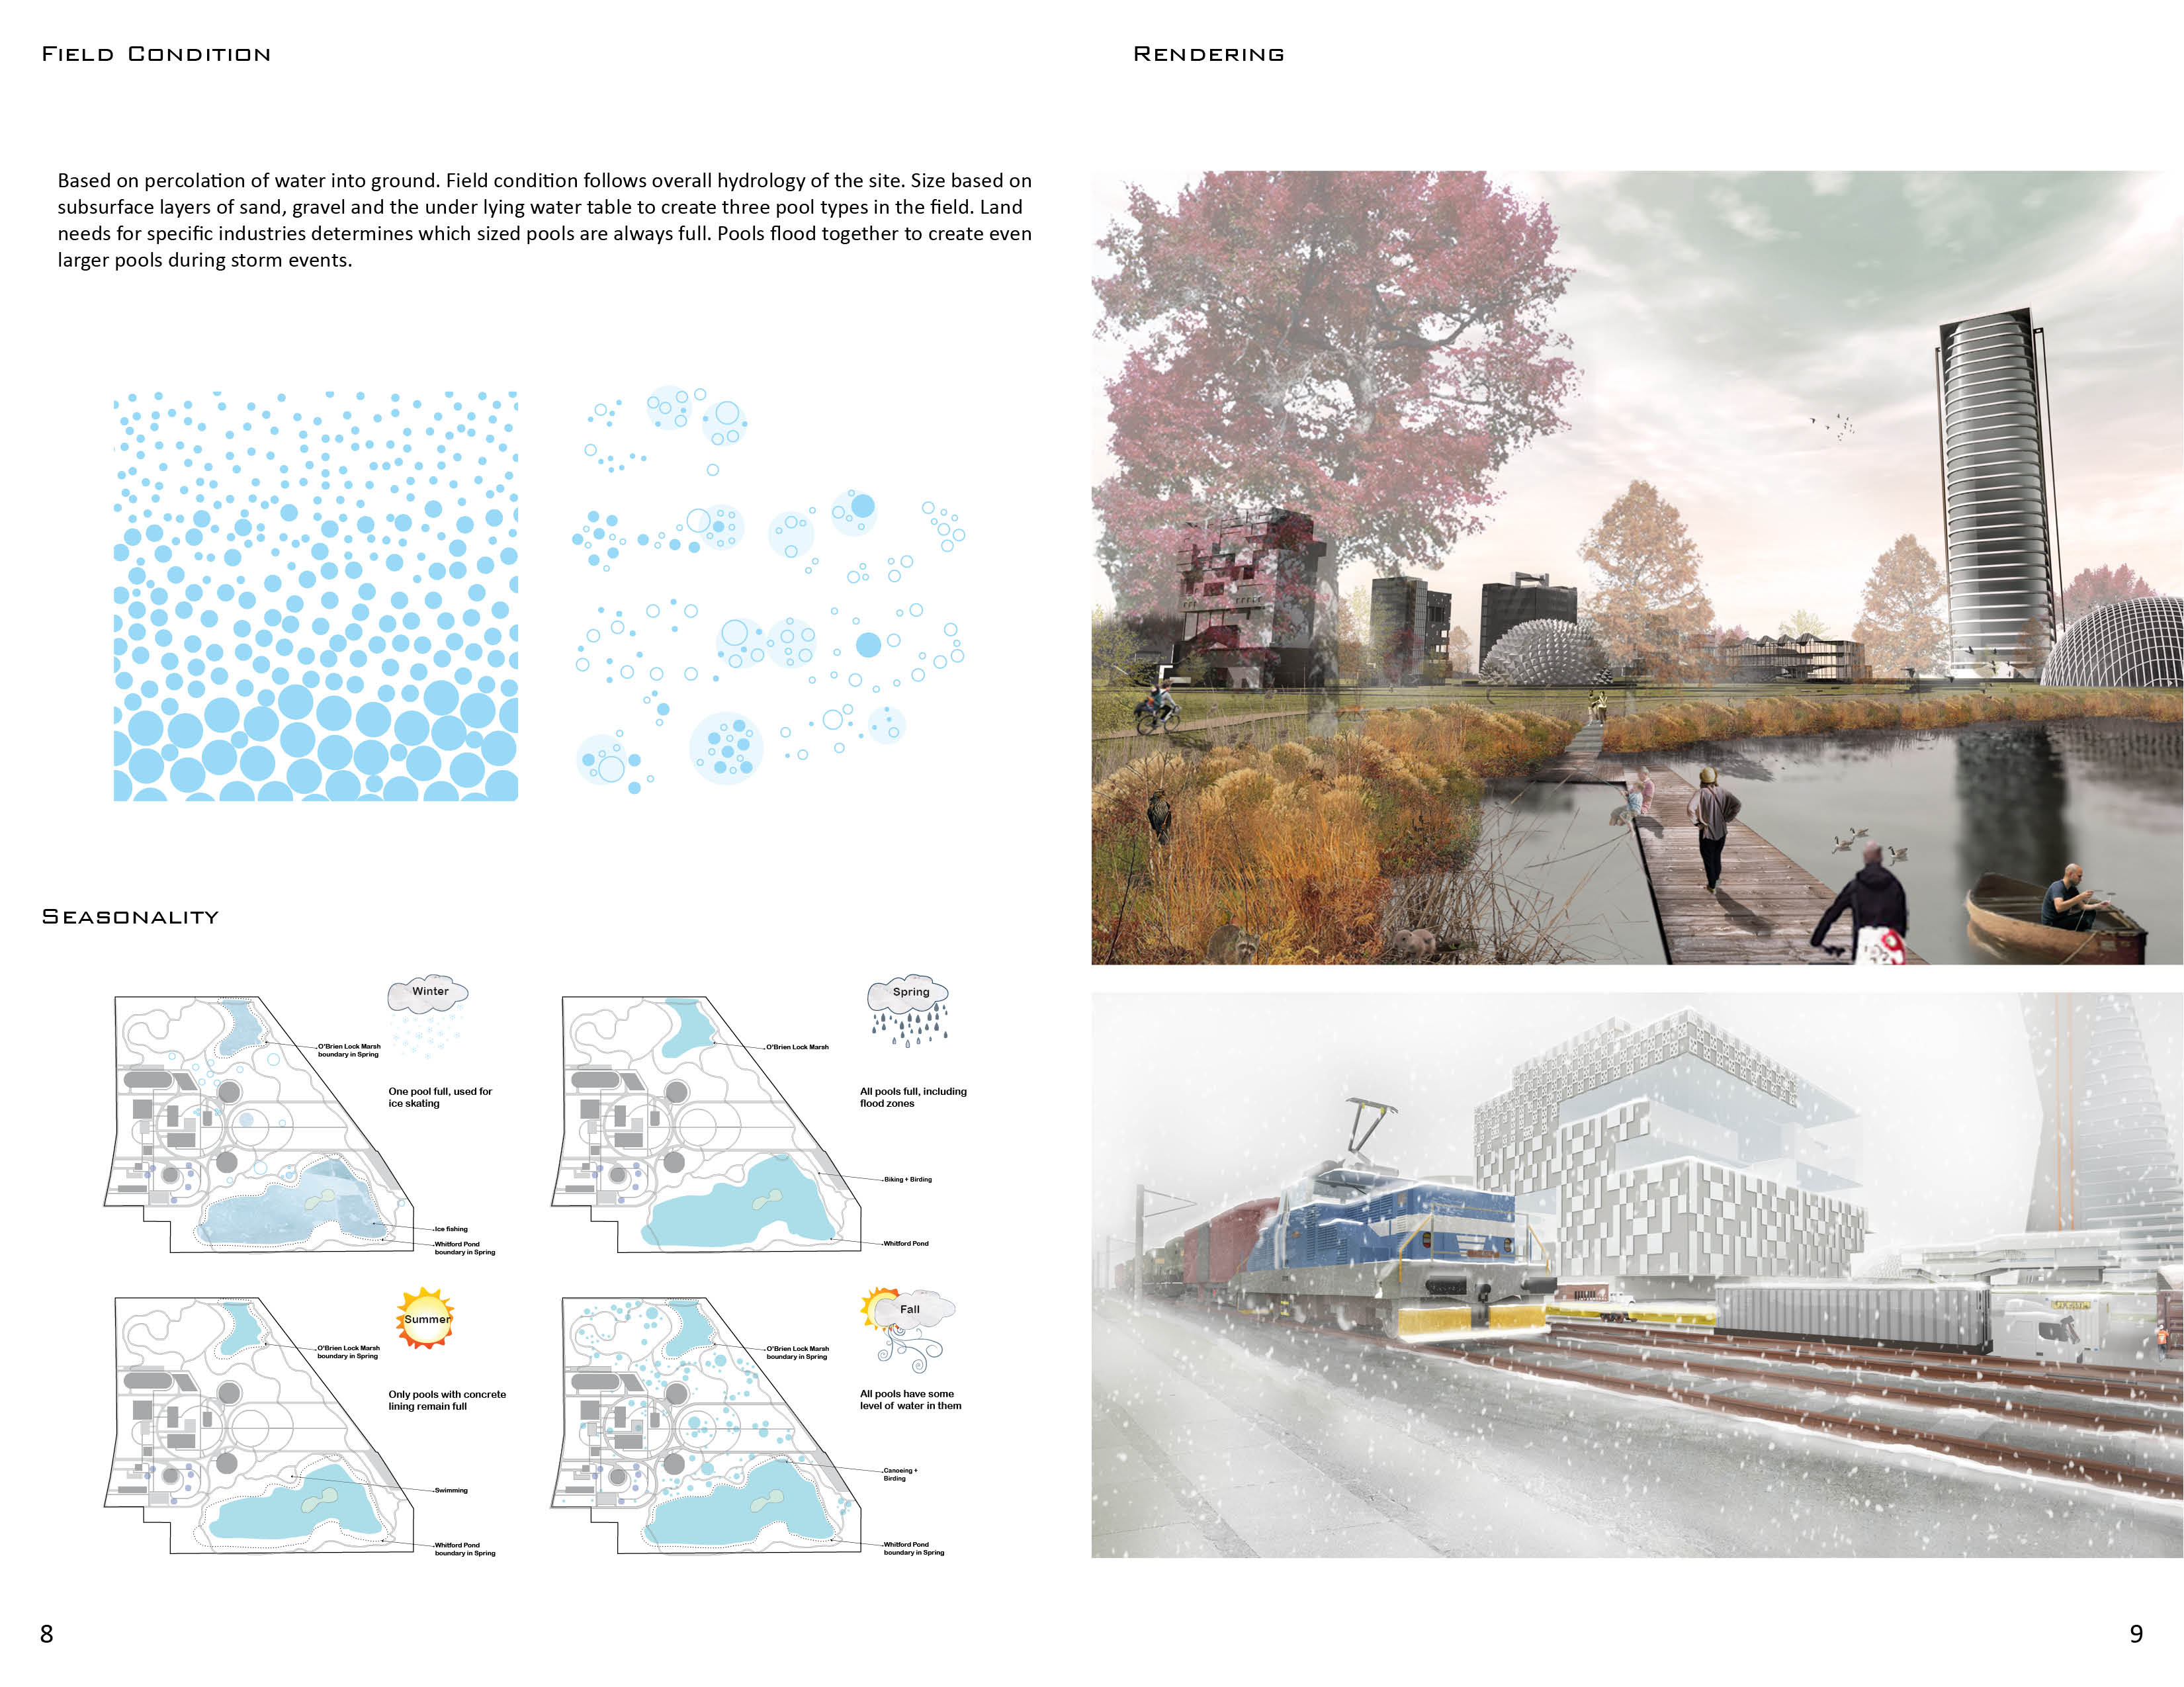 Field Condition
Based on percolation of water into ground. Field condition follows overall hydrology of the site. Size based on
subsurface layers of sand, gravel and the under lying water table to create three pool types in the field. Land
needs for specific industries determines which sized pools are always full. Pools flood together to create even
larger pools during storm events.
Seasonality
Winter
O'Brien Lock Marsh
boundary in Spring
One pool full, used for
ice skating
Ice fishing
Whitford Pond
boundary in Spring
Spring
O'Brien Lock Marsh
All pools full, including
flood zones
Biking + Birding
Whitford Pond
Summer
O'Brien Lock Marsh
boundary in Spring
Only pools with concrete
lining remain full
Swimming
Whitford Pond
boundary in Spring
Fall
O'Brien Lock Marsh
boundary in Spring
All pools have some
level of water in them
Canoeing +
Birding
Whitford Pond
boundary in Spring
8
Rendering
9